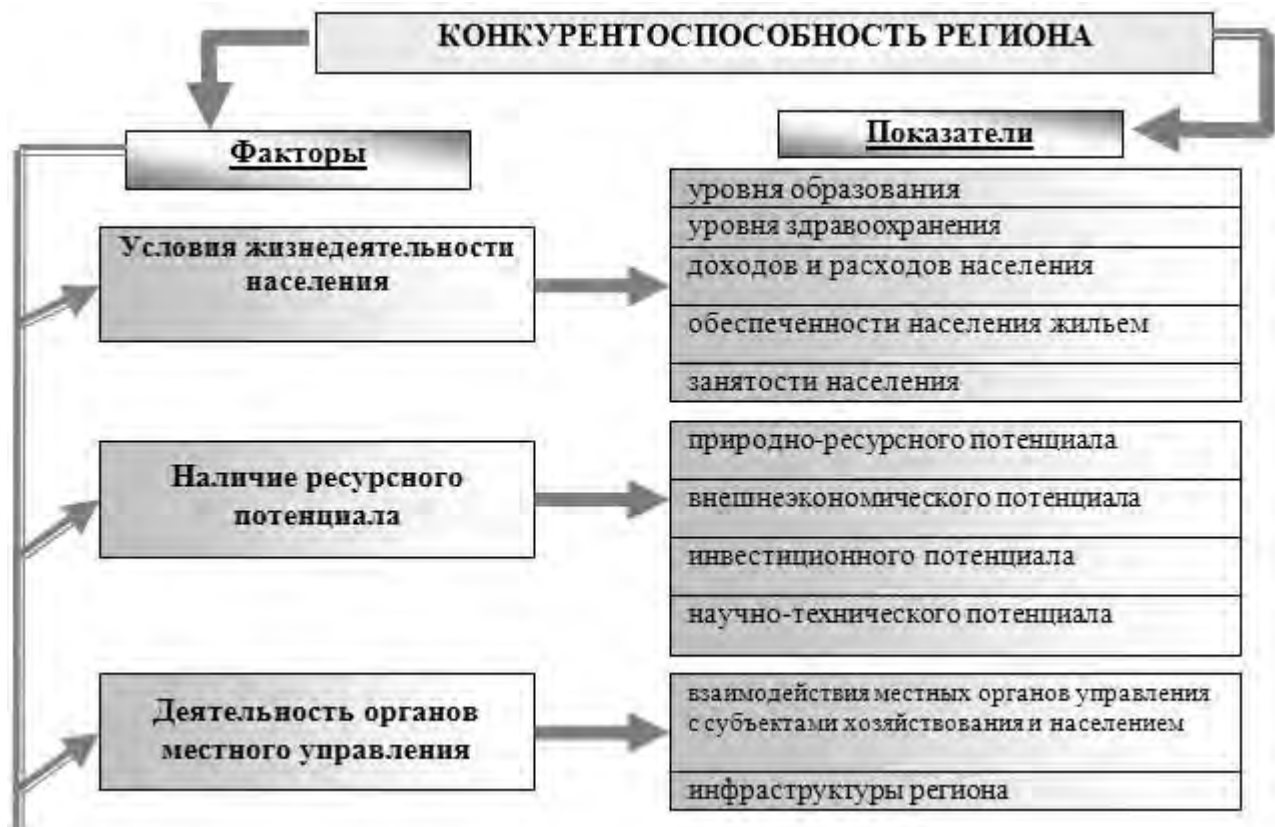 КОНКУРЕНТОСПОСОБНОСТЬ РЕГИОНА
Факторы
Показатели
Условия жизнедеятельности
населения
уровня образования
уровня здравоохранения
доходов и расходов населения
обеспеченности населения жильем
занятости населения
Наличие ресурсного
потенциала
природно-ресурсного потенциала
внешнеэкономического потенциала
инвестиционного потенциала
научно-технического потенциала
Деятельность органов
местного управления
взаимодействия местных органов управления
с субъектами хозяйствования и населением
инфраструктуры региона